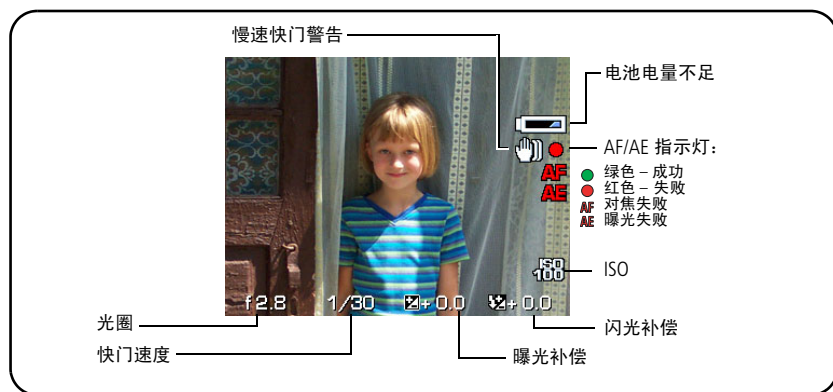 慢速快门警告
电池电量不足
AF/AE 指示灯：
绿色 – 成功
红色 – 失败
AF 对焦失败
AE 曝光失败
AF
AE
ISO
100
ISO
f 2.8 1/30 + 0.0 + 0.0
光圈
闪光补偿
快门速度
曝光补偿